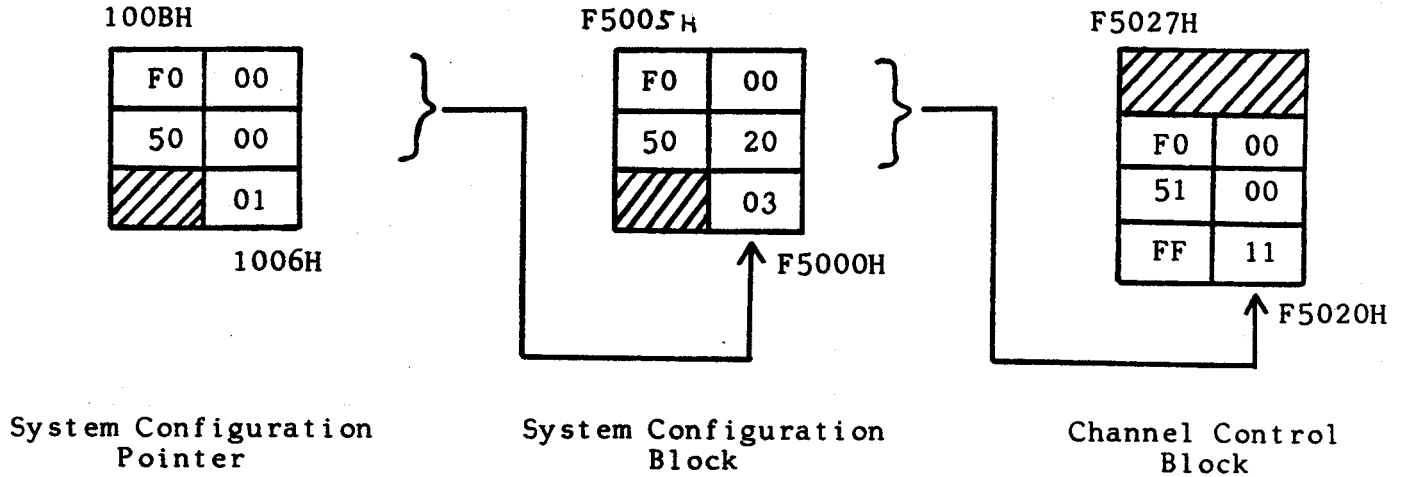 100BH
F0 00
50 00
01
1006H
System Configuration
Pointer
F5005H
F0 00
50 20
03
F5000H
System Configuration
Block
F5027H
F0 00
51 00
FF 11
F5020H
Channel Control
Block